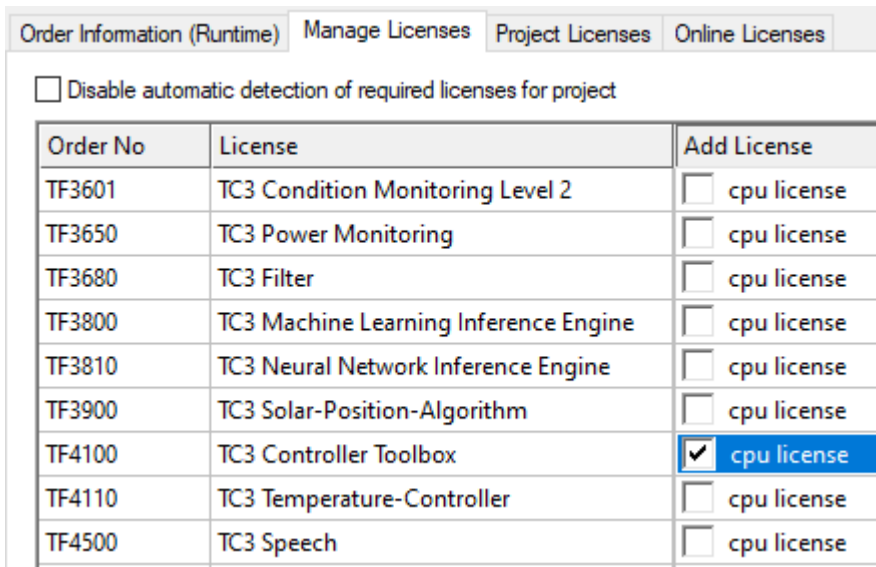 Order Information (Runtime) Manage Licenses Project Licenses Online Licenses
Disable automatic detection of required licenses for project
Order No License Add License
TF3601 TC3 Condition Monitoring Level 2 cpu license
TF3650 TC3 Power Monitoring cpu license
TF3680 TC3 Filter cpu license
TF3800 TC3 Machine Learning Inference Engine cpu license
TF3810 TC3 Neural Network Inference Engine cpu license
TF3900 TC3 Solar-Position-Algorithm cpu license
TF4100 TC3 Controller Toolbox cpu license
TF4110 TC3 Temperature-Controller cpu license
TF4500 TC3 Speech cpu license